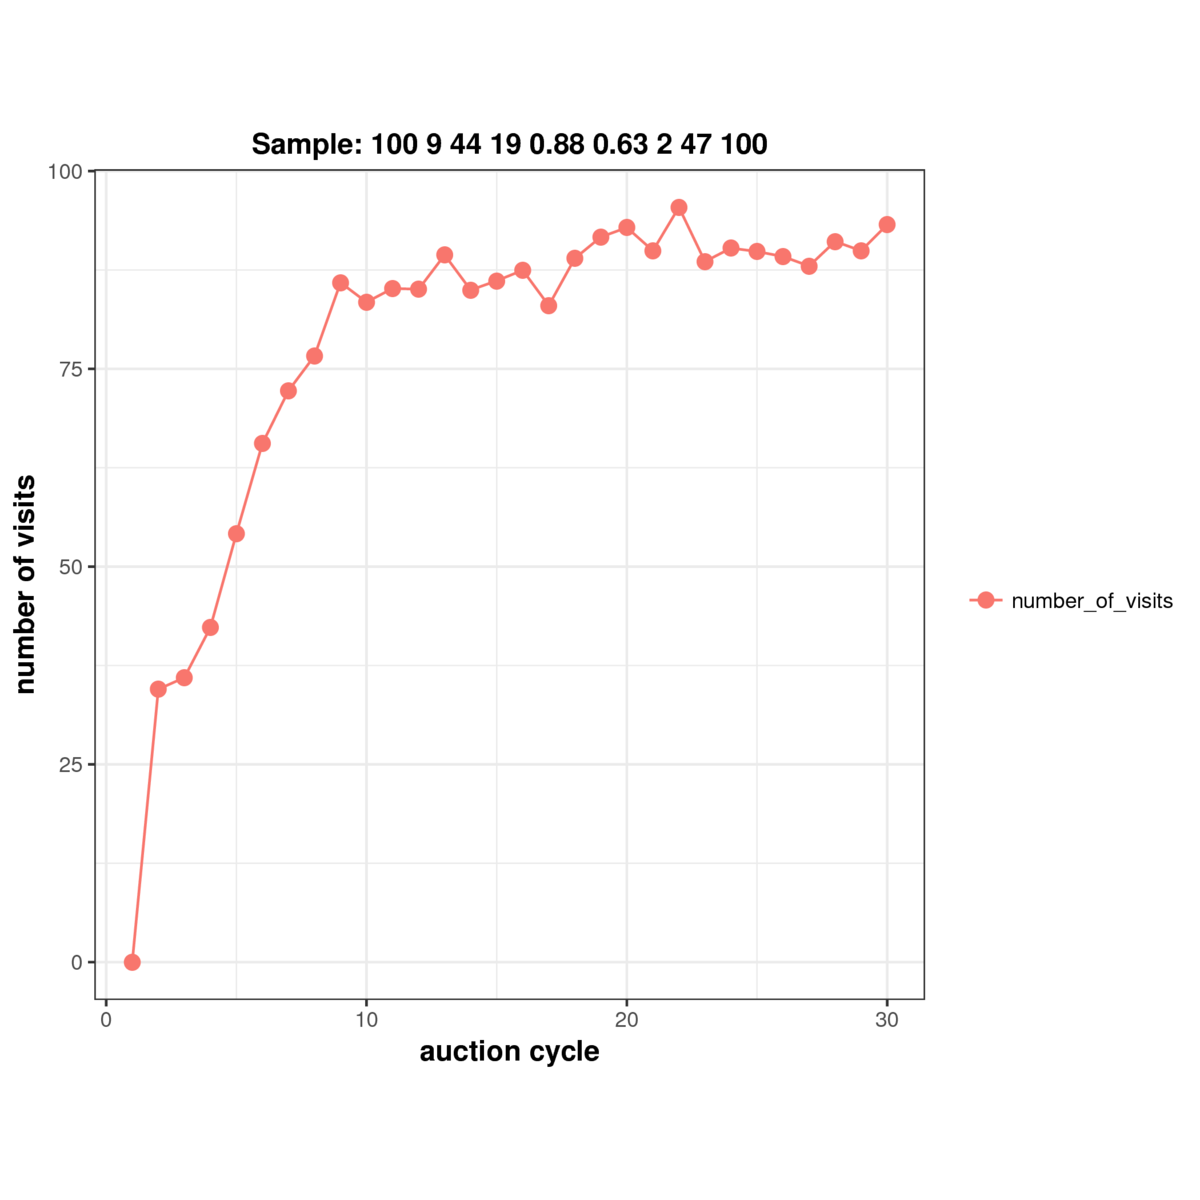 Sample: 100 9 44 19 0.88 0.63 2 47 100
100
75
50
25
0
number of visits
0 10 20 30
auction cycle
number_of_visits